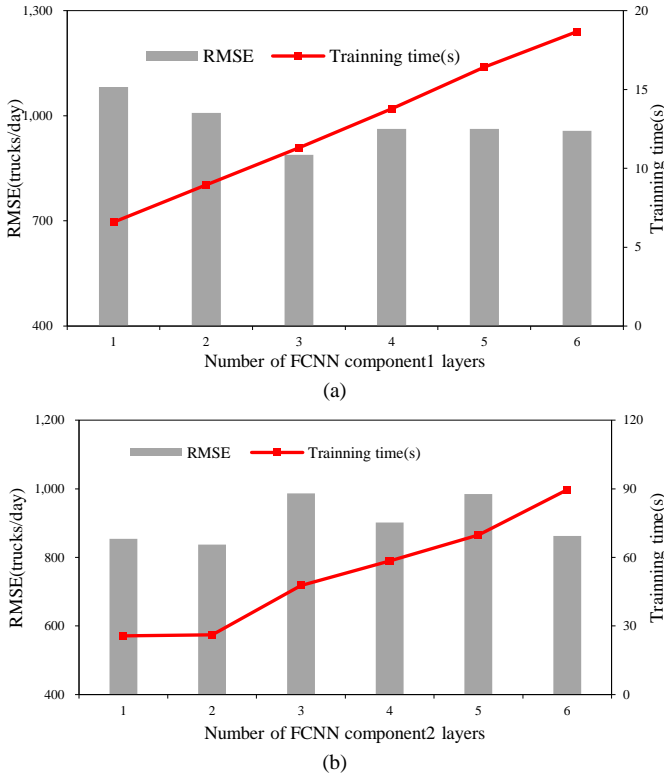 1,300
20
RMSE
Trainning time(s)
15
1,000
10
700
5
400
0
RMSE(trucks/day)
Trainning time(s)
1 2 3 4 5 6
Number of FCNN component1 layers
(a)
1,200
120
RMSE
Trainning time(s)
1,000
90
800
60
600
30
400
0
RMSE(trucks/day)
Trainning time(s)
1 2 3 4 5 6
Number of FCNN component2 layers
(b)